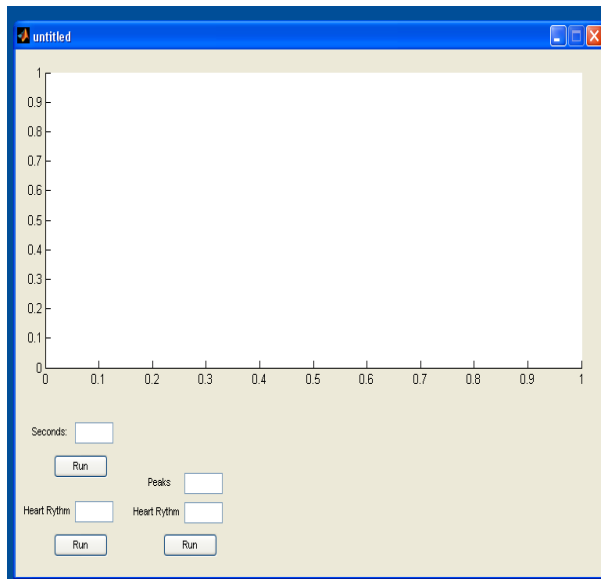 untitled
1
0.9
0.8
0.7
0.6
0.5
0.4
0.3
0.2
0.1
0
0 0.1 0.2 0.3 0.4 0.5 0.6 0.7 0.8 0.9 1
Seconds:
Run
Peaks
Heart Rythm Heart Rythm
Run Run